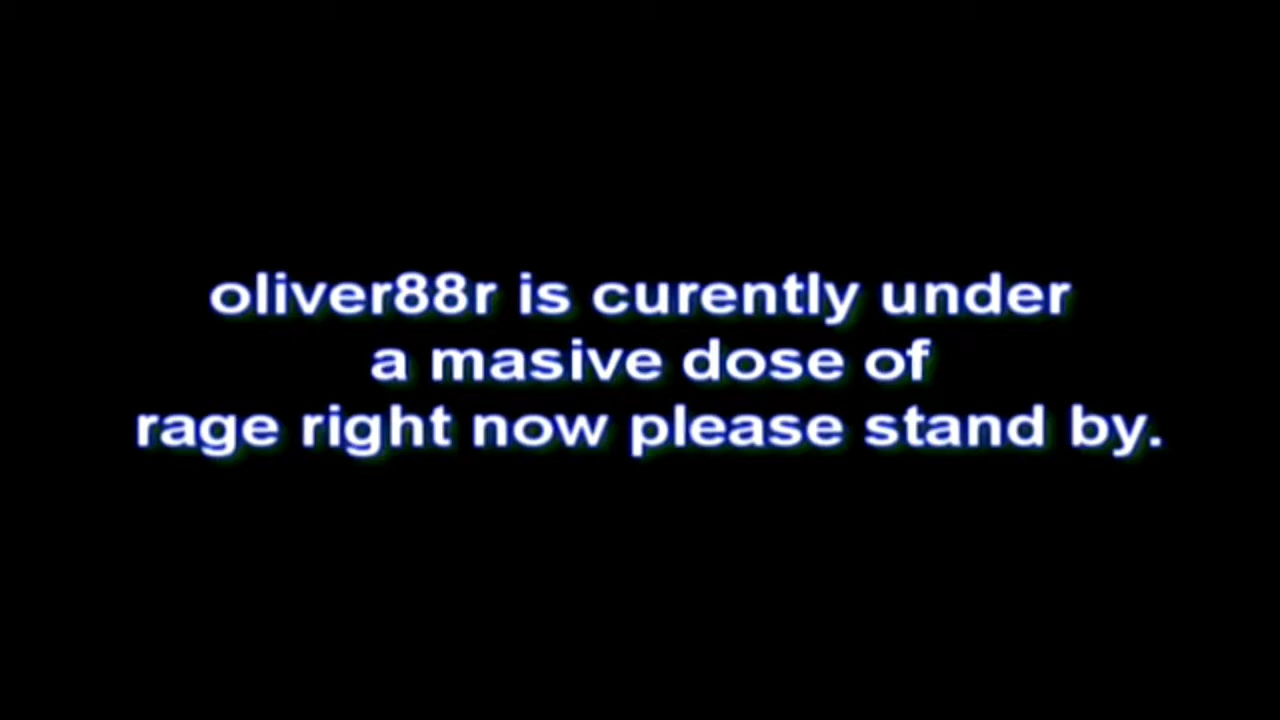 oliver88r is curently under
a masive dose of
rage right now please stand by.